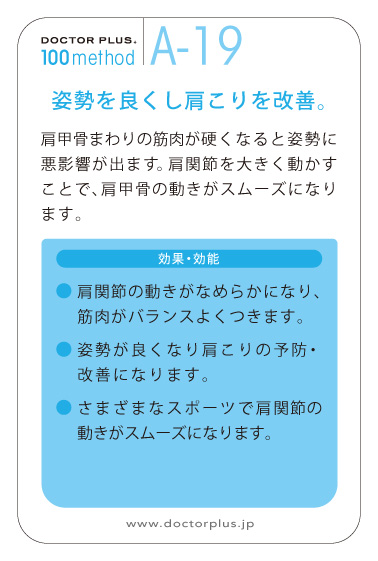 DOCTOR PLUS®
100method
A-19
姿勢を良くし肩こりを改善。
肩甲骨まわりの筋肉が硬くなると姿勢に
悪影響が出ます。肩関節を大きく動かす
ことで、肩甲骨の動きがスムーズになり
ます。
効果・効能
● 肩関節の動きがなめらかになり、
筋肉がバランスよくつきます。
● 姿勢が良くなり肩こりの予防・
改善になります。
● さまざまなスポーツで肩関節の
動きがスムーズになります。
www.doctorplus.jp